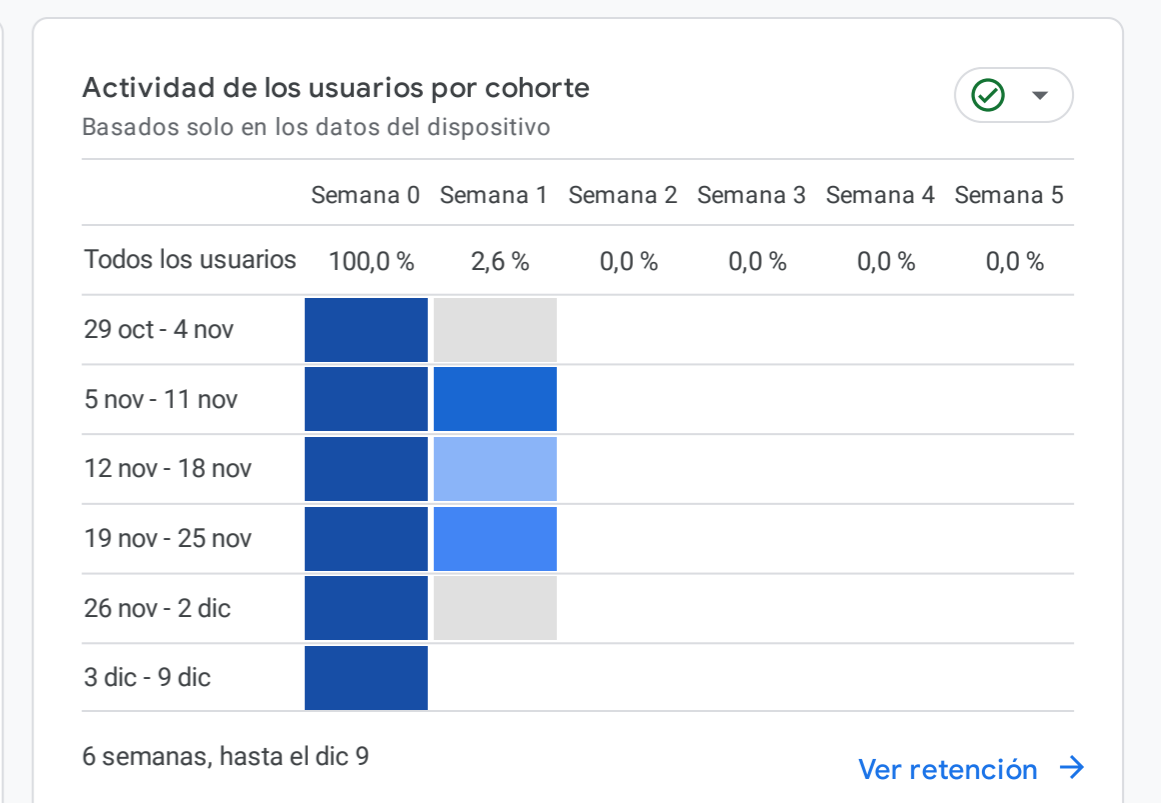 Actividad de los usuarios por cohorte
Basados solo en los datos del dispositivo
Semana 0 Semana 1 Semana 2 Semana 3 Semana 4 Semana 5
Todos los usuarios 100,0 % 2,6 % 0,0 % 0,0 % 0,0 % 0,0 %
29 oct - 4 nov
5 nov - 11 nov
12 nov - 18 nov
19 nov - 25 nov
26 nov - 2 dic
3 dic - 9 dic
6 semanas, hasta el dic 9
Ver retención